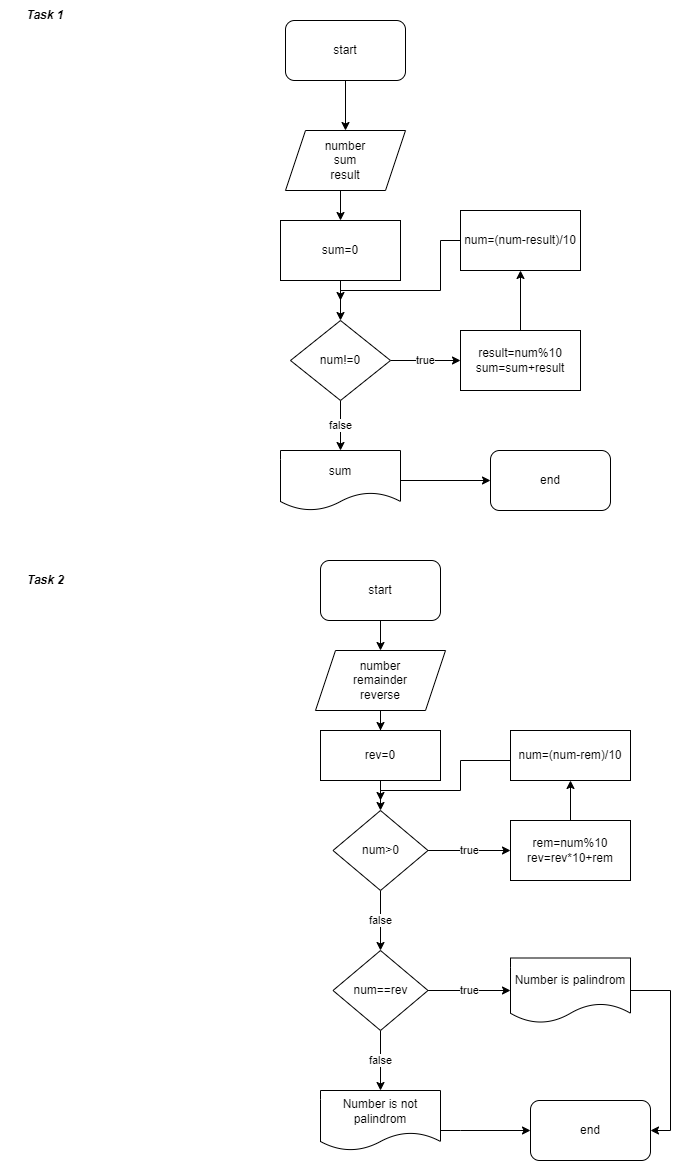 Task 1
start
number
sum
result
sum=0
num=(num-result)/10
num!=0
true
result=num%10
sum=sum+result
false
sum
end
Task 2
start
number
remainder
reverse
rev=0
num=(num-rem)/10
num>0
true
rem=num%10
rev=rev*10+rem
false
num==rev
true
Number is palindrom
false
Number is not
palindrom
end